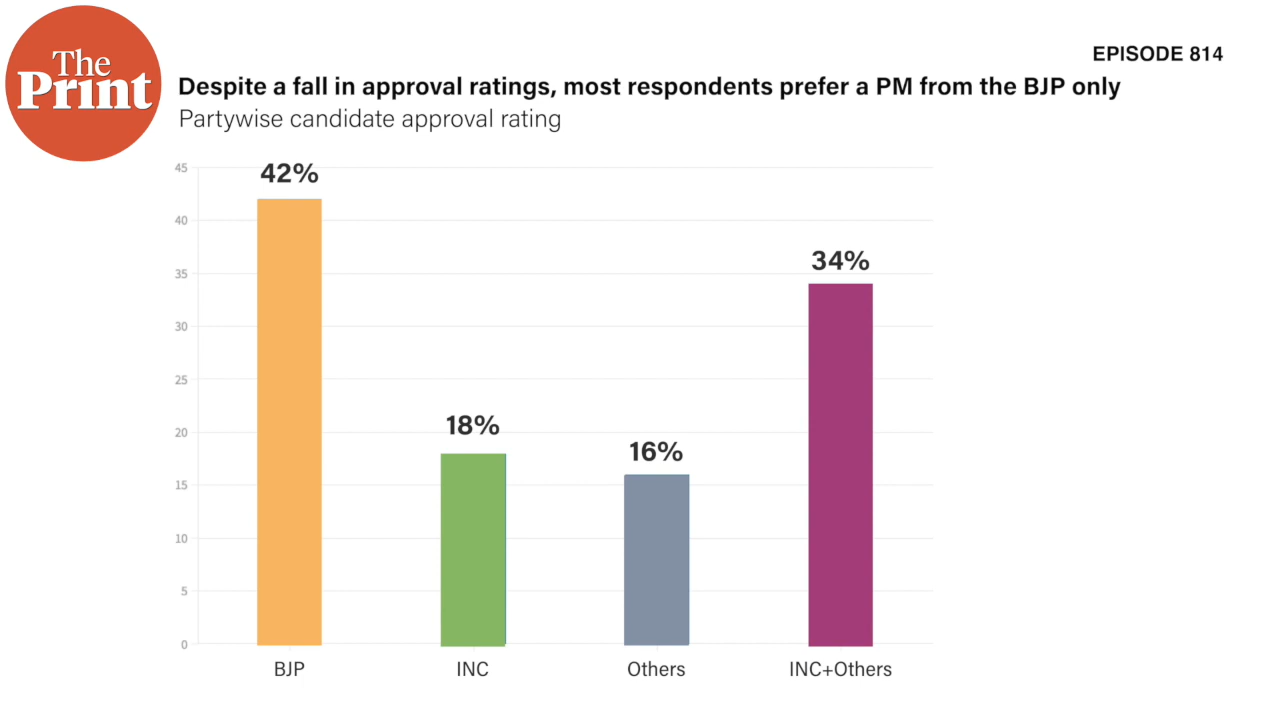 The
Print
EPISODE 814
Despite a fall in approval ratings, most respondents prefer a PM from the BJP only
Partywise candidate approval rating
45
40
35
30
25
20
15
10
5
0
42%
18%
16%
34%
BJP
INC
Others
INC+Others